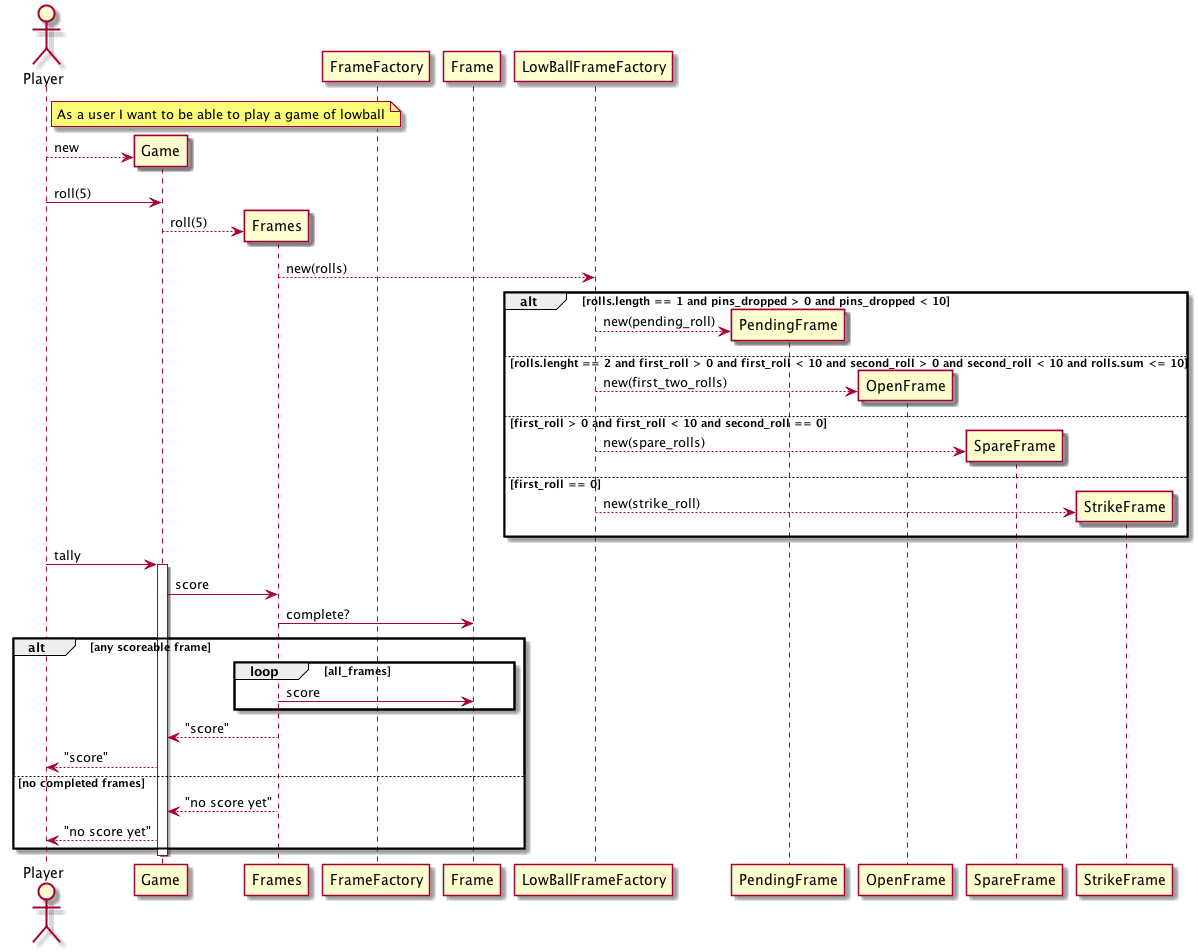 Player
FrameFactory
Frame
LowBallFrameFactory
As a user I want to be able to play a game of lowball
new
Game
roll(5)
roll(5)
Frames
new(rolls)
alt
[rolls.length == 1 and pins_dropped > 0 and pins_dropped < 10]
new(pending_roll)
PendingFrame
[rolls.lenght == 2 and first_roll > 0 and first_roll < 10 and second_roll > 0 and second_roll < 10 and rolls.sum <= 10]
new(first_two_rolls)
OpenFrame
[first_roll > 0 and first_roll < 10 and second_roll == 0]
new(spare_rolls)
SpareFrame
[first_roll == 0]
new(strike_roll)
StrikeFrame
tally
score
complete?
alt
[any scoreable frame]
loop
[all_frames]
score
"score"
"score"
[no completed frames]
"no score yet"
"no score yet"
Player
Game
Frames
FrameFactory
Frame
LowBallFrameFactory
PendingFrame
OpenFrame
SpareFrame
StrikeFrame